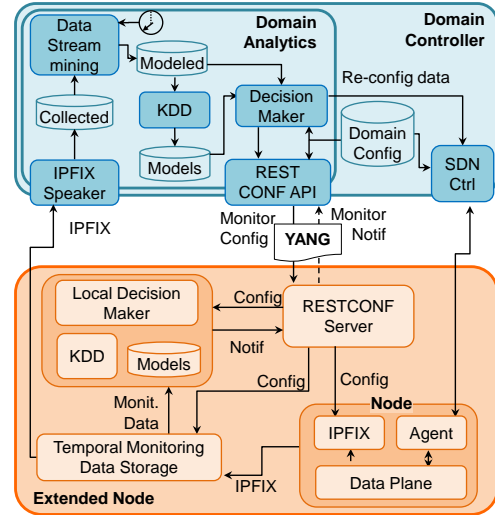 Data
Stream
mining
Domain
Analytics
Domain
Controller
Modeled
Re-config data
Collected
KDD
Decision
Maker
Domain
Config
Models
IPFIX
Speaker
REST
CONF API
SDN
Ctrl
IPFIX
Monitor
Config
YANG
Monitor
Notif
Local Decision
Maker
Config
RESTCONF
Server
KDD
Models
Notif
Config
Config
Monit.
Data
Node
IPFIX
Agent
Temporal Monitoring
Data Storage
IPFIX
Data Plane
Extended Node